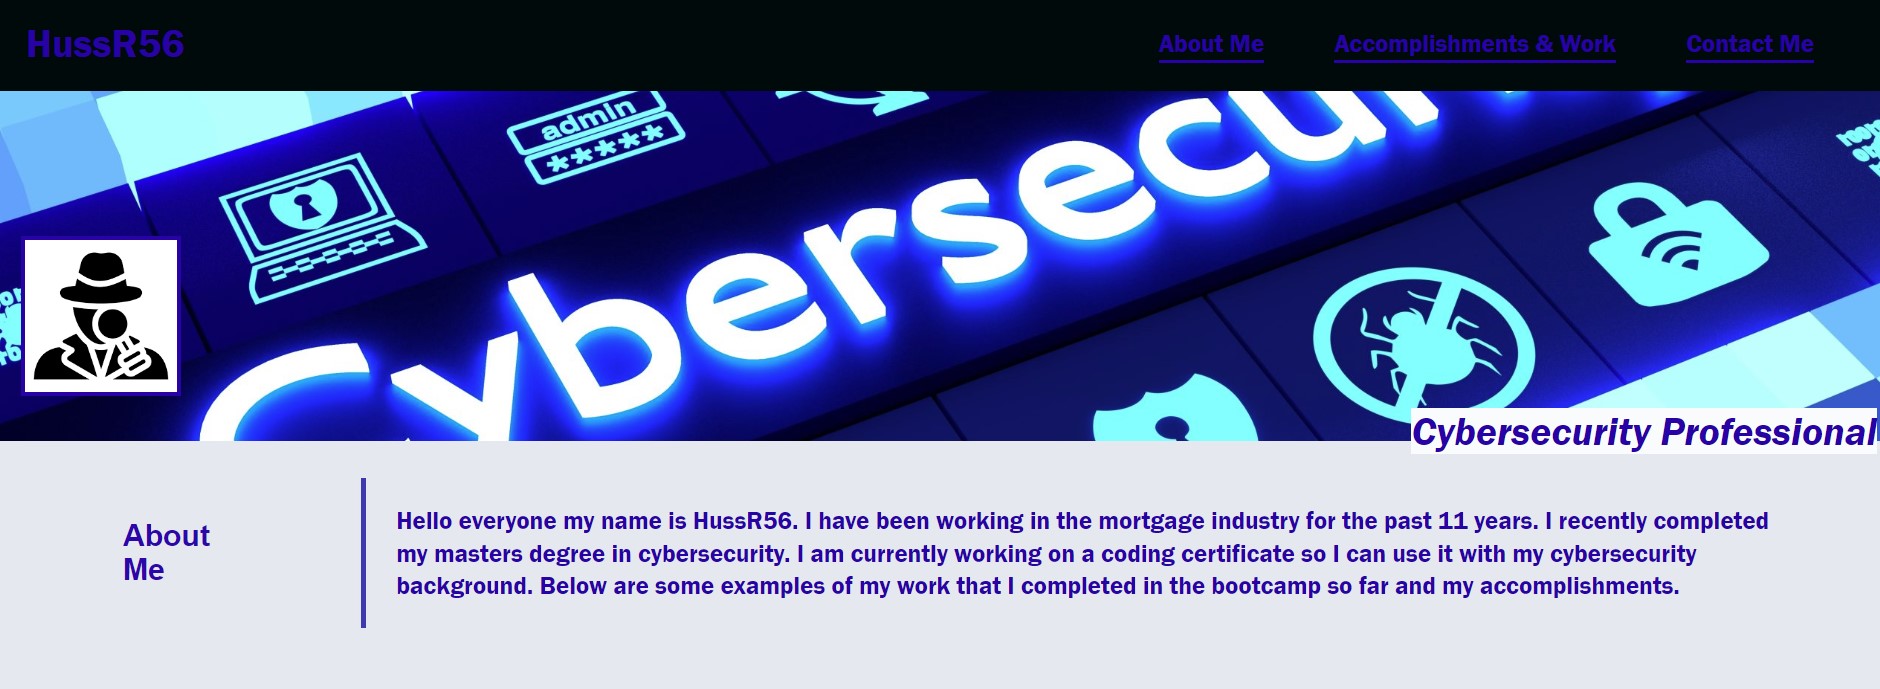 HussR56
About Me Accomplishments & Work Contact Me
admin
*****
Cybersecuri
Cybersecurity Professional
About
Me
Hello everyone my name is HussR56. I have been working in the mortgage industry for the past 11 years. I recently completed
my masters degree in cybersecurity. I am currently working on a coding certificate so I can use it with my cybersecurity
background. Below are some examples of my work that I completed in the bootcamp so far and my accomplishments.